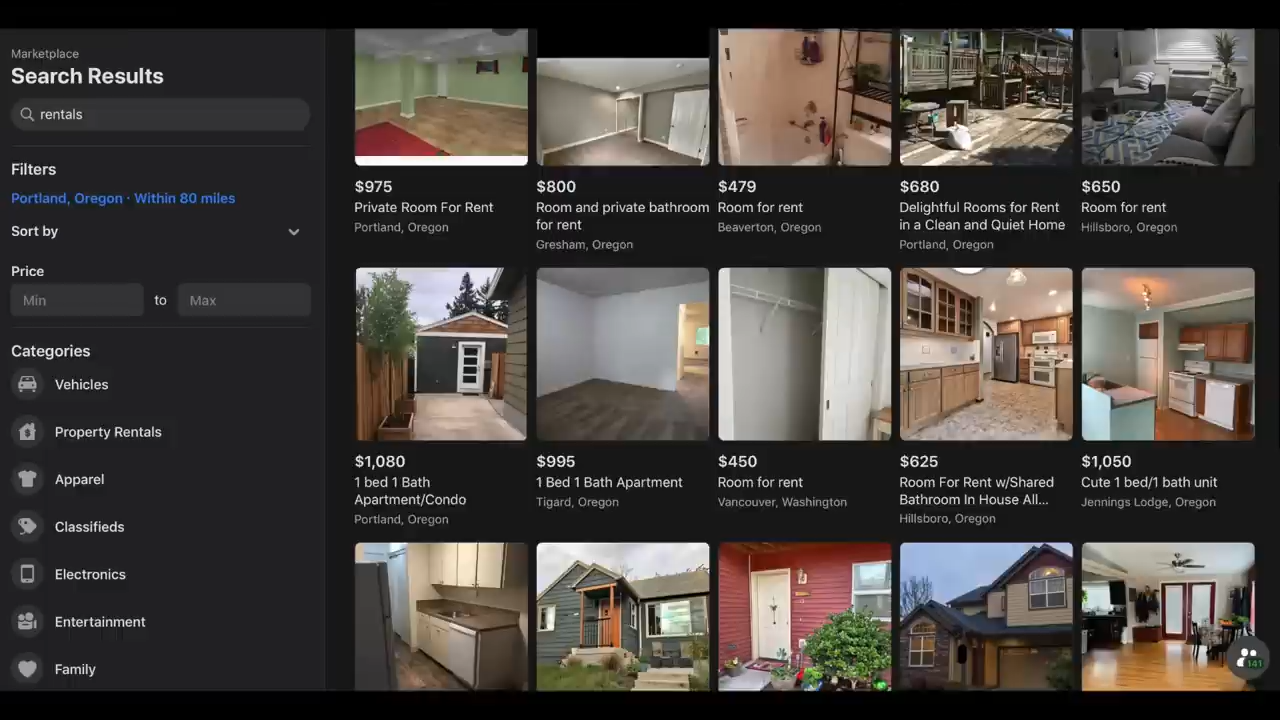 Marketplace
Search Results
rentals
Filters
Portland, Oregon · Within 80 miles
Sort by
Price
Min
to
Max
Categories
Vehicles
Property Rentals
Apparel
Classifieds
Electronics
Entertainment
Family
$975
Private Room For Rent
Portland, Oregon
$800
Room and private bathroom
for rent
Gresham, Oregon
$479
Room for rent
Beaverton, Oregon
$680
Delightful Rooms for Rent
in a Clean and Quiet Home
Portland, Oregon
$650
Room for rent
Hillsboro, Oregon
$1,080
1 bed 1 Bath
Apartment/Condo
Portland, Oregon
$995
1 Bed 1 Bath Apartment
Tigard, Oregon
$450
Room for rent
Vancouver, Washington
$625
Room For Rent w/Shared
Bathroom In House All...
Hillsboro, Oregon
$1,050
Cute 1 bed/1 bath unit
Jennings Lodge, Oregon
141